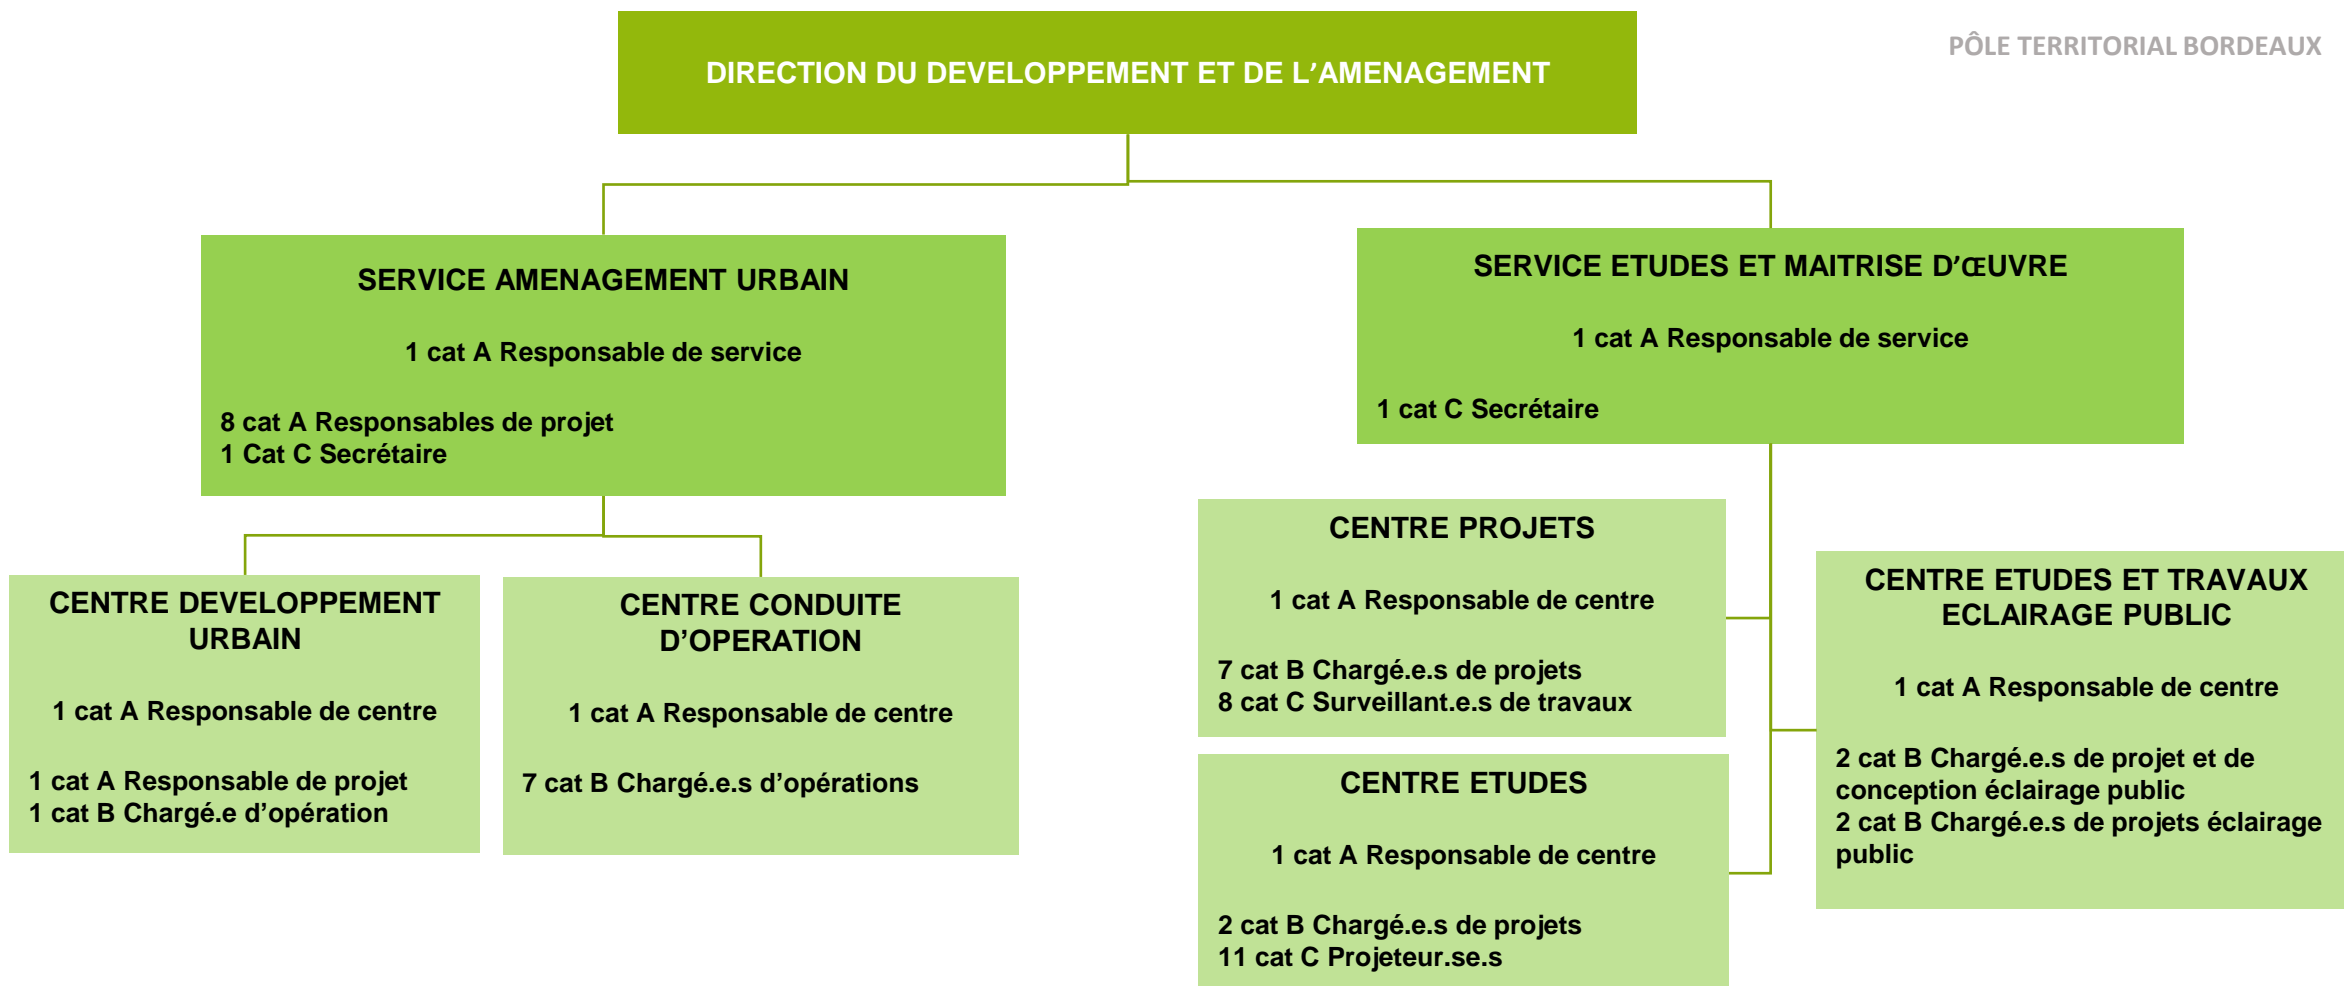 PÔLE TERRITORIAL BORDEAUX
DIRECTION DU DEVELOPPEMENT ET DE L’AMENAGEMENT
SERVICE AMENAGEMENT URBAIN
1 cat A Responsable de service
8 cat A Responsables de projet
1 Cat C Secrétaire
CENTRE DEVELOPPEMENT
URBAIN
1 cat A Responsable de centre
1 cat A Responsable de projet
1 cat B Chargé.e d’opération
CENTRE CONDUITE
D’OPERATION
1 cat A Responsable de centre
7 cat B Chargé.e.s d’opérations
SERVICE ETUDES ET MAITRISE D’ŒUVRE
1 cat A Responsable de service
1 cat C Secrétaire
CENTRE PROJETS
1 cat A Responsable de centre
7 cat B Chargé.e.s de projets
8 cat C Surveillant.e.s de travaux
CENTRE ETUDES
1 cat A Responsable de centre
2 cat B Chargé.e.s de projets
11 cat C Projeteur.se.s
CENTRE ETUDES ET TRAVAUX
ECLAIRAGE PUBLIC
1 cat A Responsable de centre
2 cat B Chargé.e.s de projet et de
conception éclairage public
2 cat B Chargé.e.s de projets éclairage
public